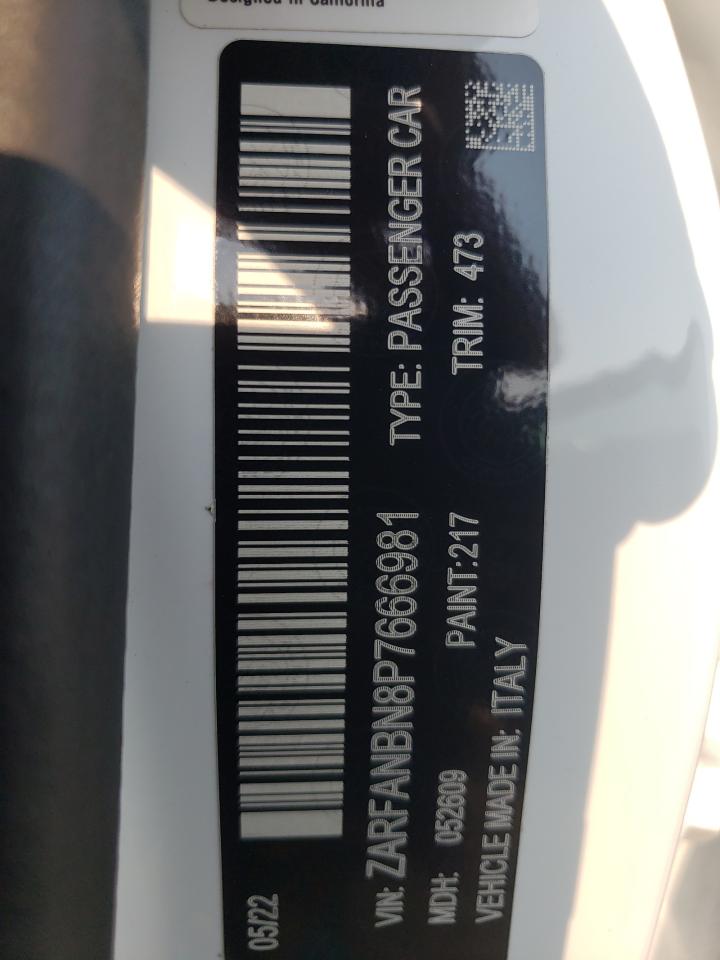 Designed in California
05/22
VIN: ZARFANBN8P7666981 TYPE: PASSENGER CAR
MDH: 052609 PAINT:217 TRIM: 473
VEHICLE MADE IN: ITALY